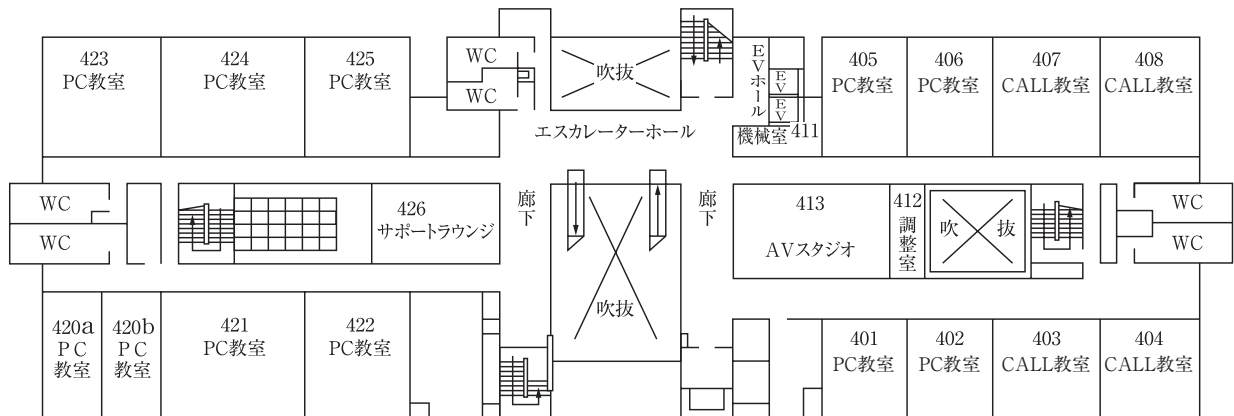 423
PC教室
424
PC教室
425
PC教室
WC
WC
吹抜
EVホール
EV
EV
機械室
411
405
PC教室
406
PC教室
407
CALL教室
408
CALL教室
エスカレーターホール
WC
WC
426
サポートラウンジ
廊下
吹抜
廊下
413
AVスタジオ
412
調整室
吹抜
WC
WC
420a
PC
教室
420b
PC
教室
421
PC教室
422
PC教室
401
PC教室
402
PC教室
403
CALL教室
404
CALL教室